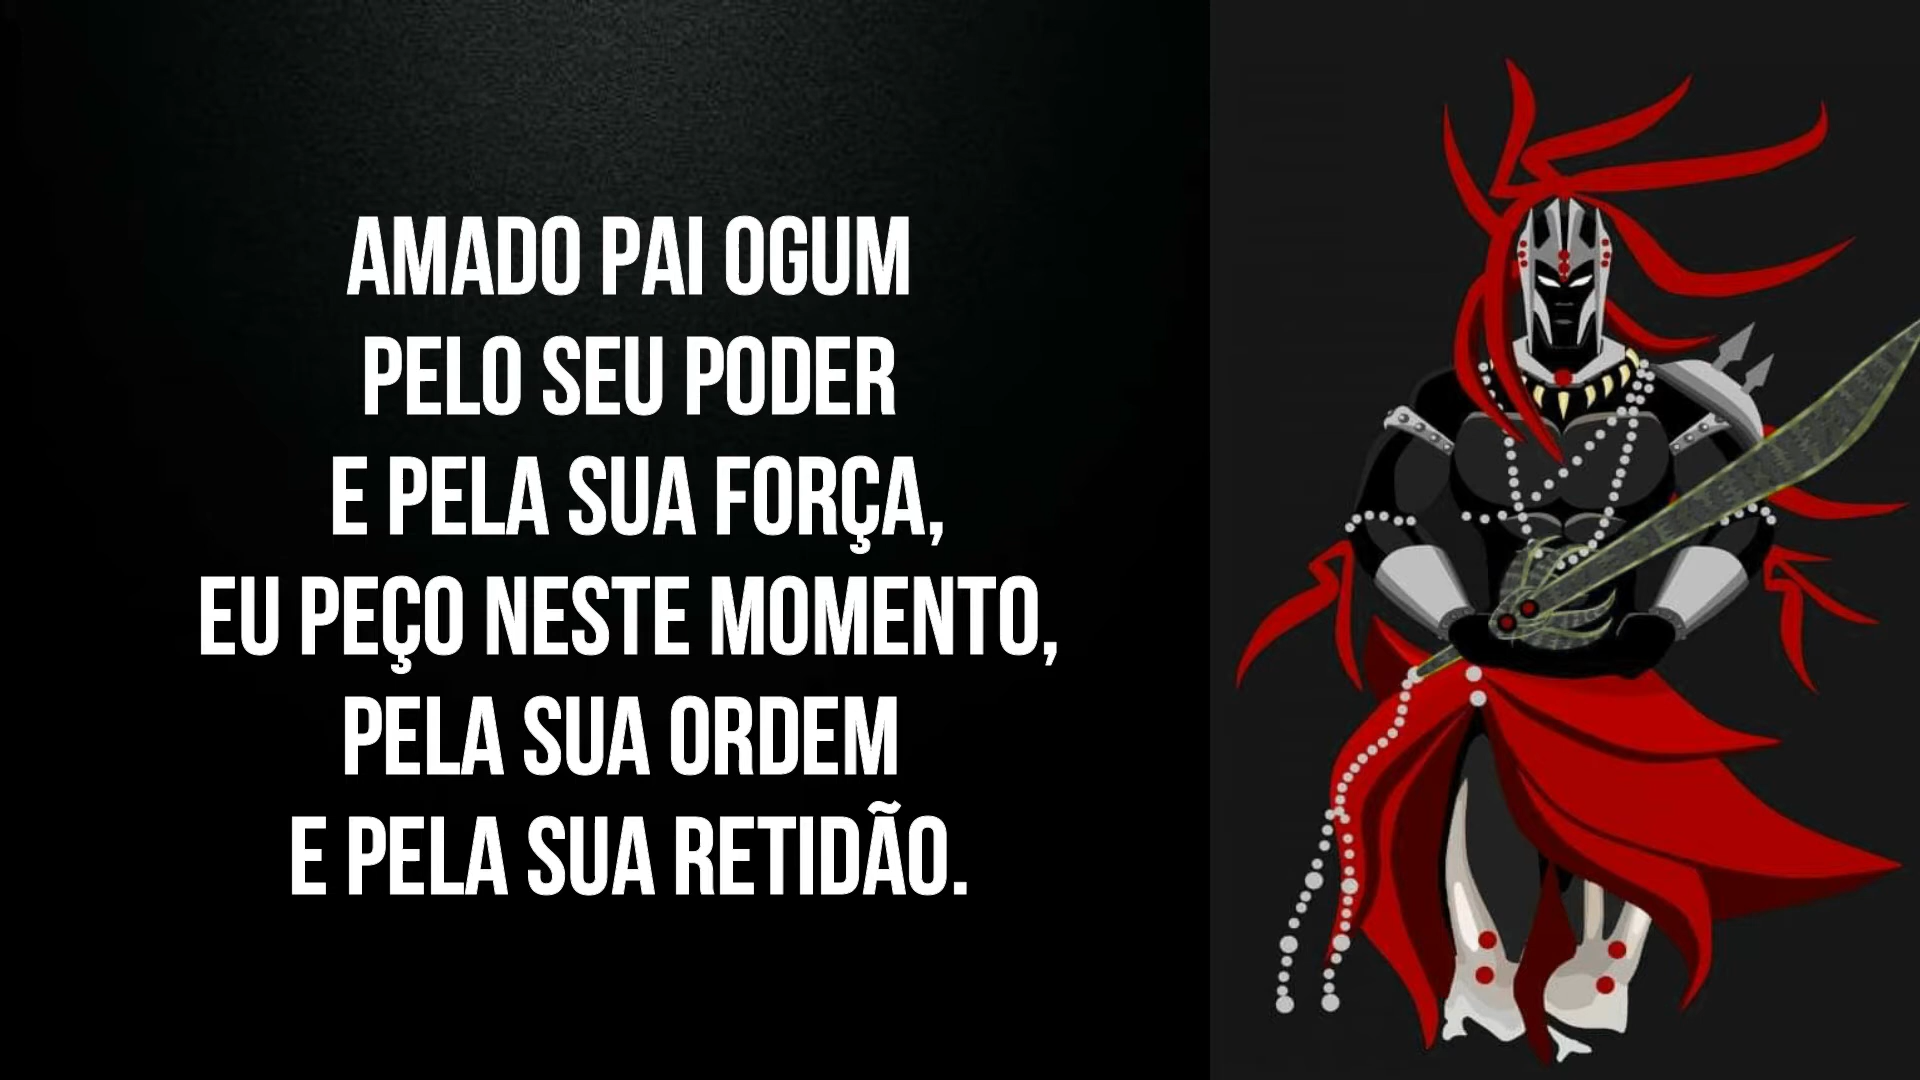 AMADO PAI OGUM
PELO SEU PODER
E PELA SUA FORÇA,
EU PEÇO NESTE MOMENTO,
PELA SUA ORDEM
E PELA SUA RETIDÃO.